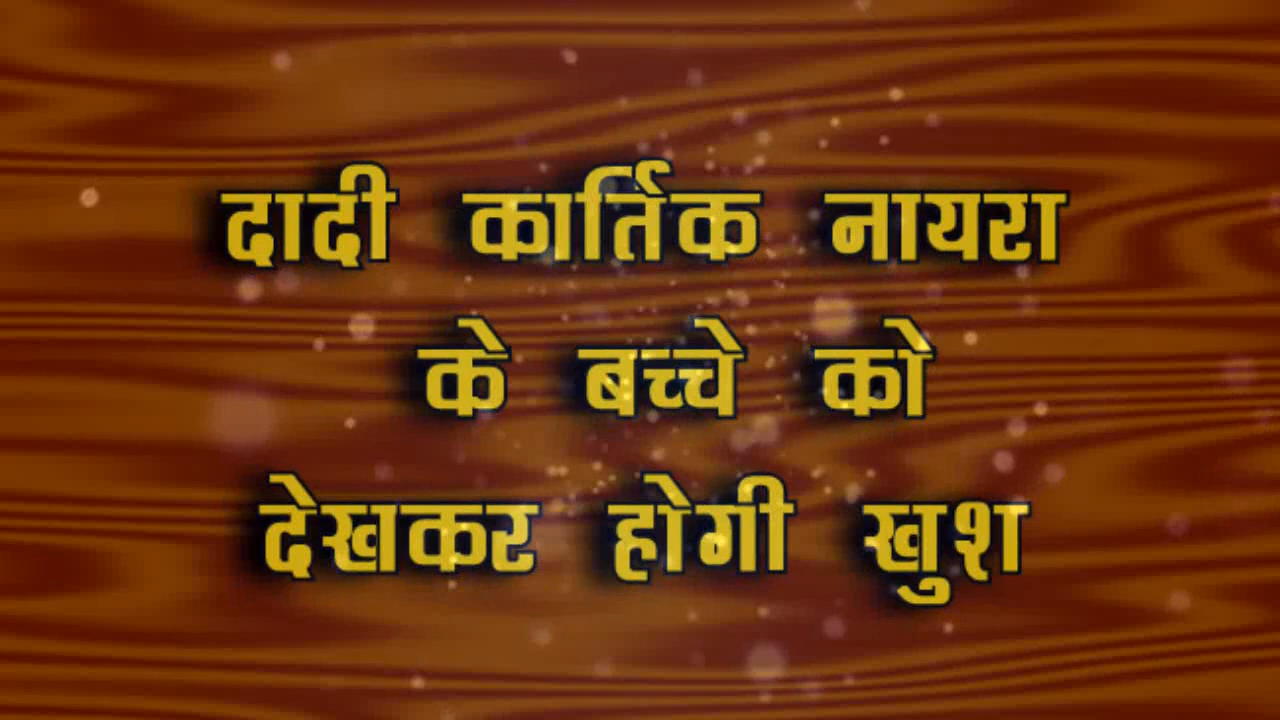 दादी कार्तिक नायरा
के बच्चे को
देखकर होगी खुश